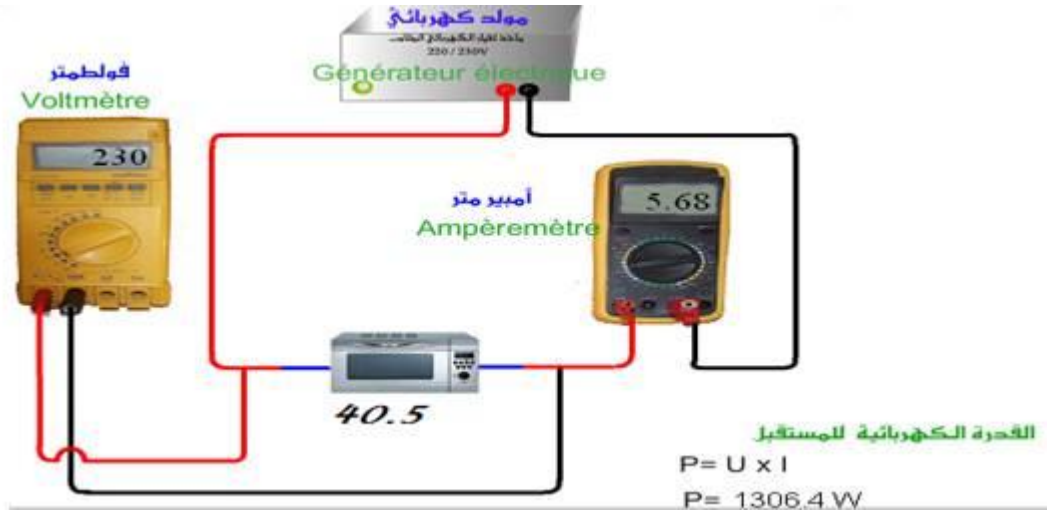 مولد كهربائي
220 / 230V
Générateur électrique
فولطمتر
Voltmètre
230
أمبير متر
Ampèremètre
5.68
40.5
القدرة الكهربائية للمستقبل
P= U x I
P= 1306.4 W